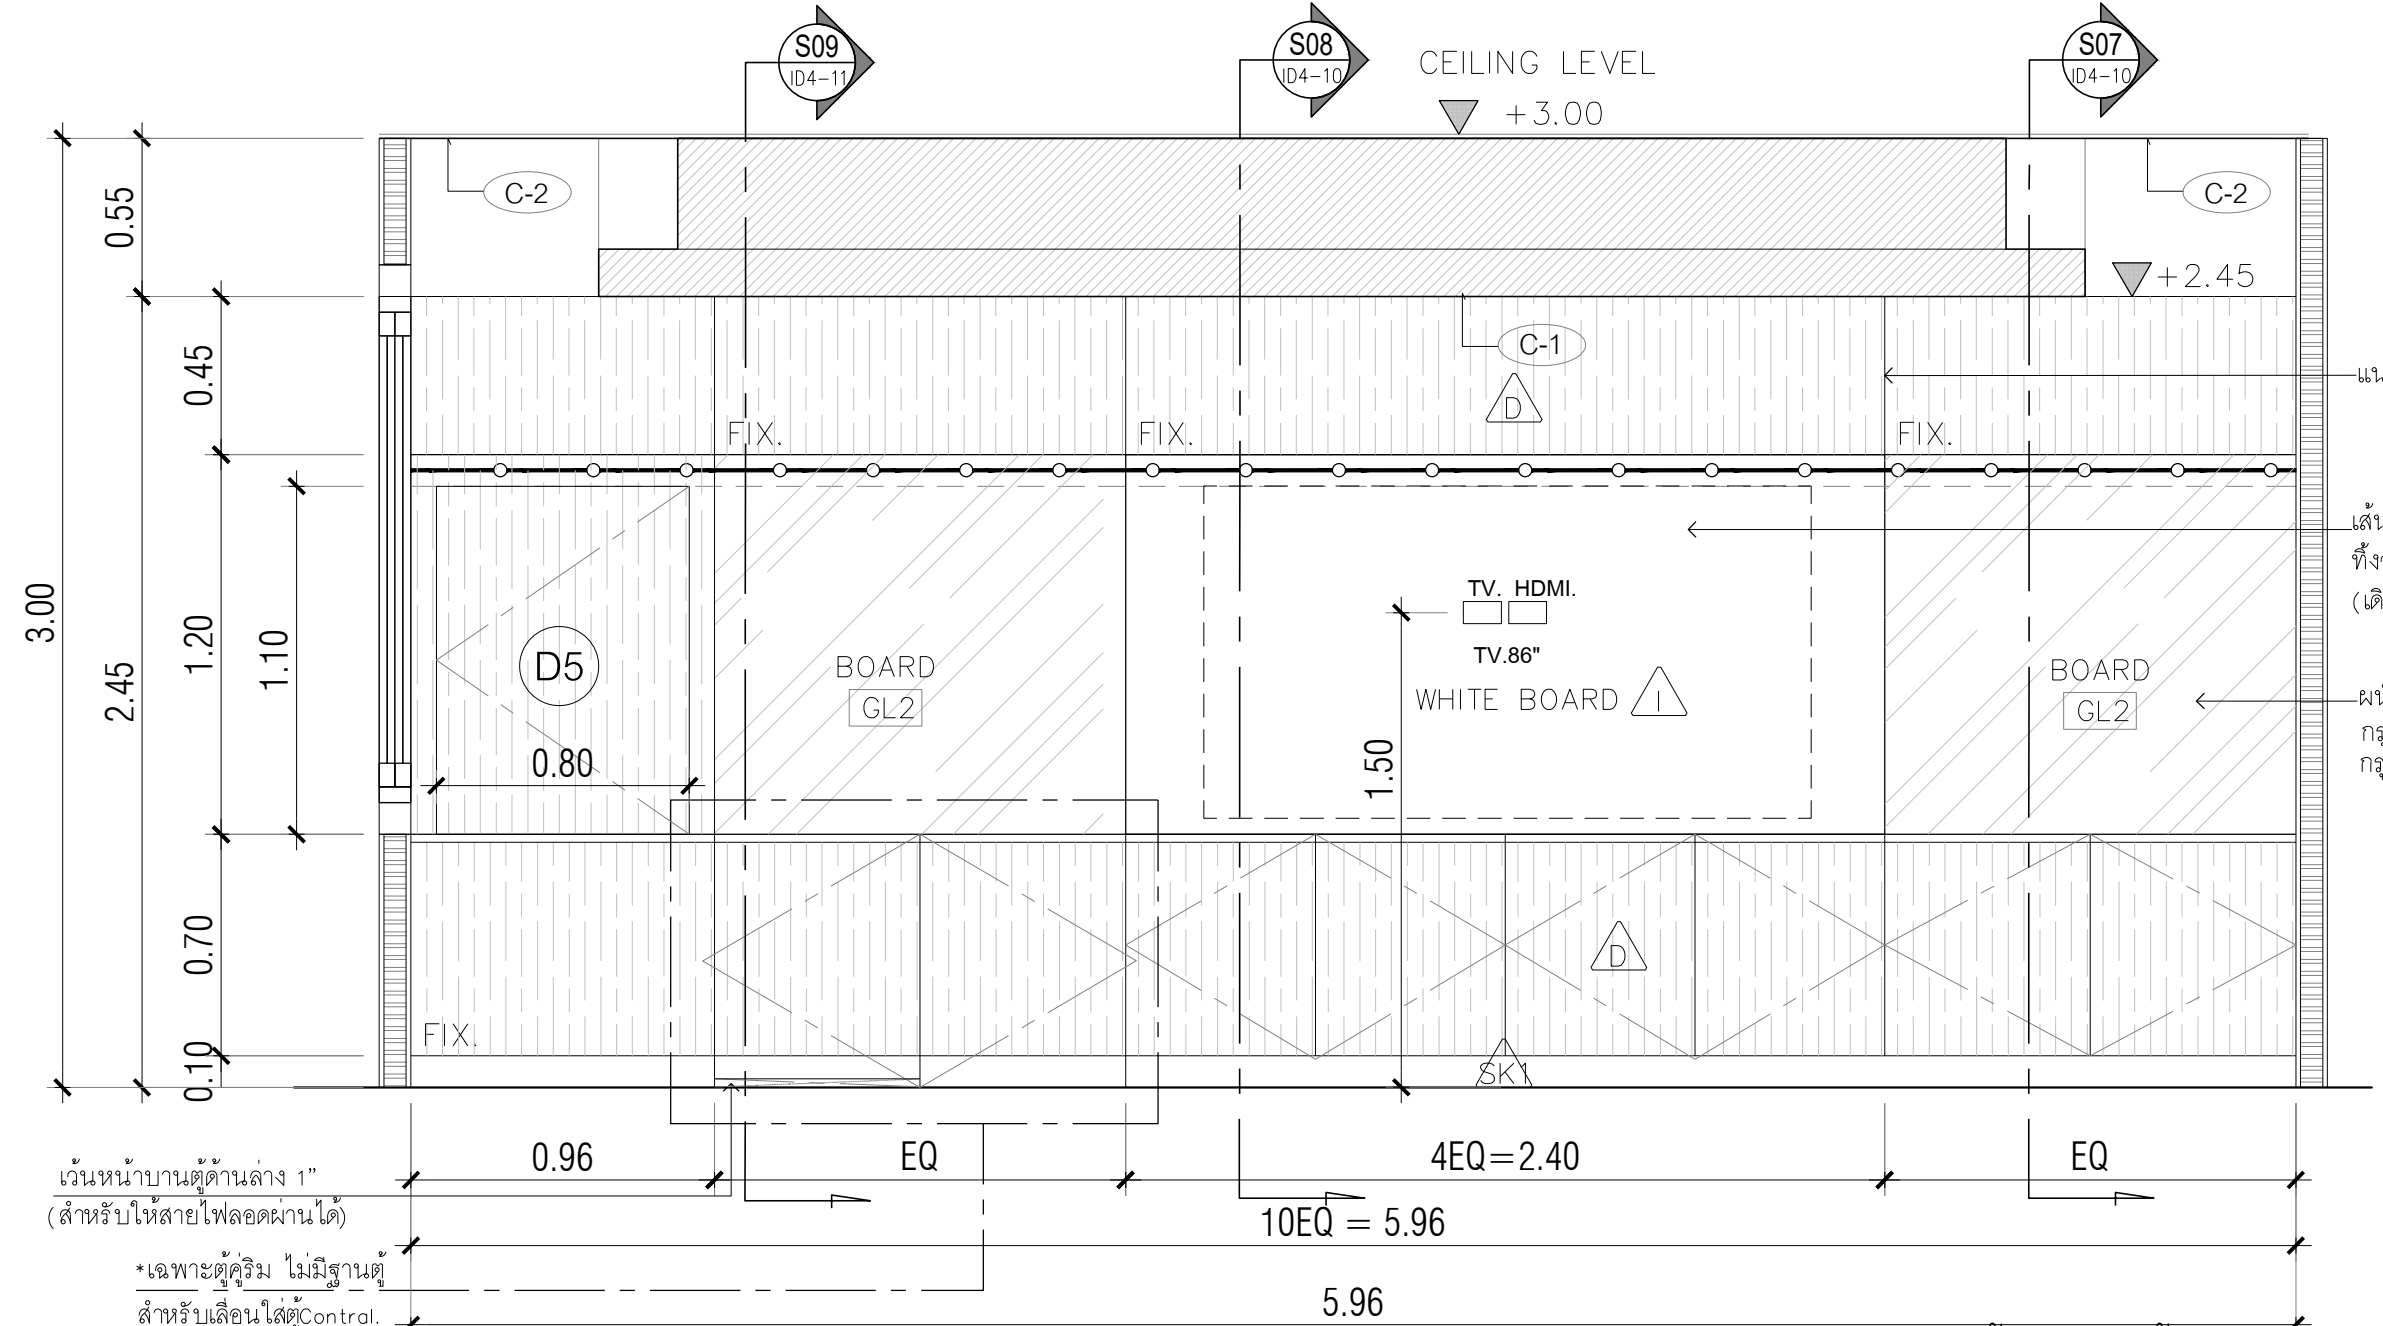 S09
ID4-11
S08
ID4-10
S07
ID4-10
CEILING LEVEL
+3.00
C-2
C-2
0.55
+2.45
C-1
D
0.45
FIX.
FIX.
FIX.
3.00
2.45
1.20
1.10
D5
0.80
BOARD
GL2
TV. HDMI.
TV.86"
WHITE BOARD I
1.50
BOARD
GL2
0.70
D
FIX.
0.10
SK1
0.96
EQ
4EQ=2.40
EQ
เว้นหน้าบานตู้ด้านล่าง 1"
(สำหรับให้สายไฟลอดผ่านได้)
10EQ = 5.96
*เฉพาะตู้คู่ริม ไม่มีฐานตู้
สำหรับเลื่อนใส่ตู้Contral.
5.96